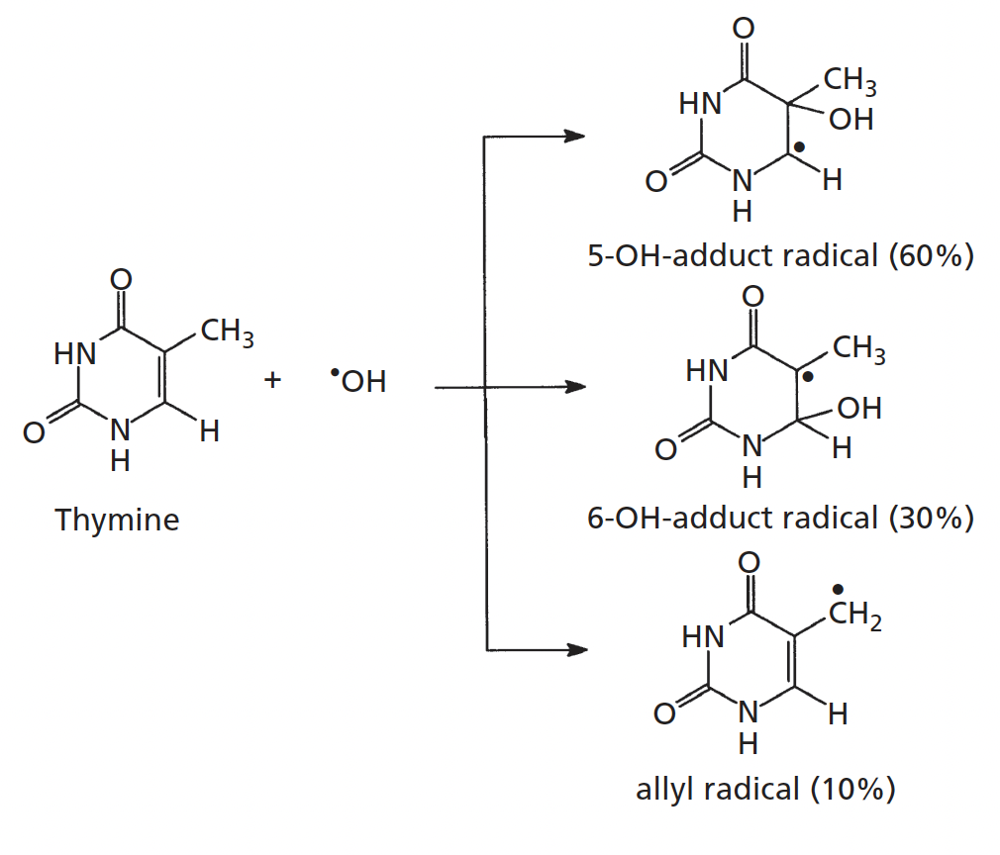 O
HN
CH3
OH
O
N
H
H
5-OH-adduct radical (60%)
O
HN
CH3
O
N
H
H
Thymine
+
•OH
O
HN
CH3
OH
O
N
H
H
6-OH-adduct radical (30%)
O
HN
CH2
O
N
H
H
allyl radical (10%)